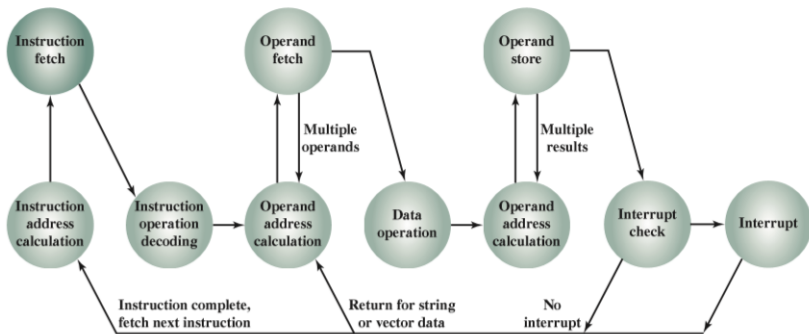 Instruction
fetch
Operand
fetch
Operand
store
Multiple
operands
Multiple
results
Instruction
address
calculation
Instruction
operation
decoding
Operand
address
calculation
Data
operation
Operand
address
calculation
Interrupt
check
Interrupt
Instruction complete,
fetch next instruction
Return for string
or vector data
No
interrupt